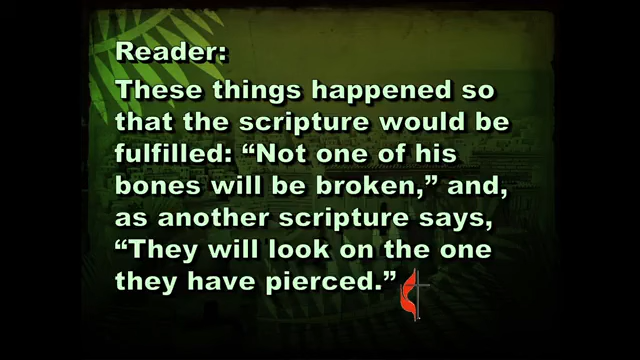 Reader:
These things happened so
that the scripture would be
fulfilled: “Not one of his
bones will be broken,” and,
as another scripture says,
“They will look on the one
they have pierced.”